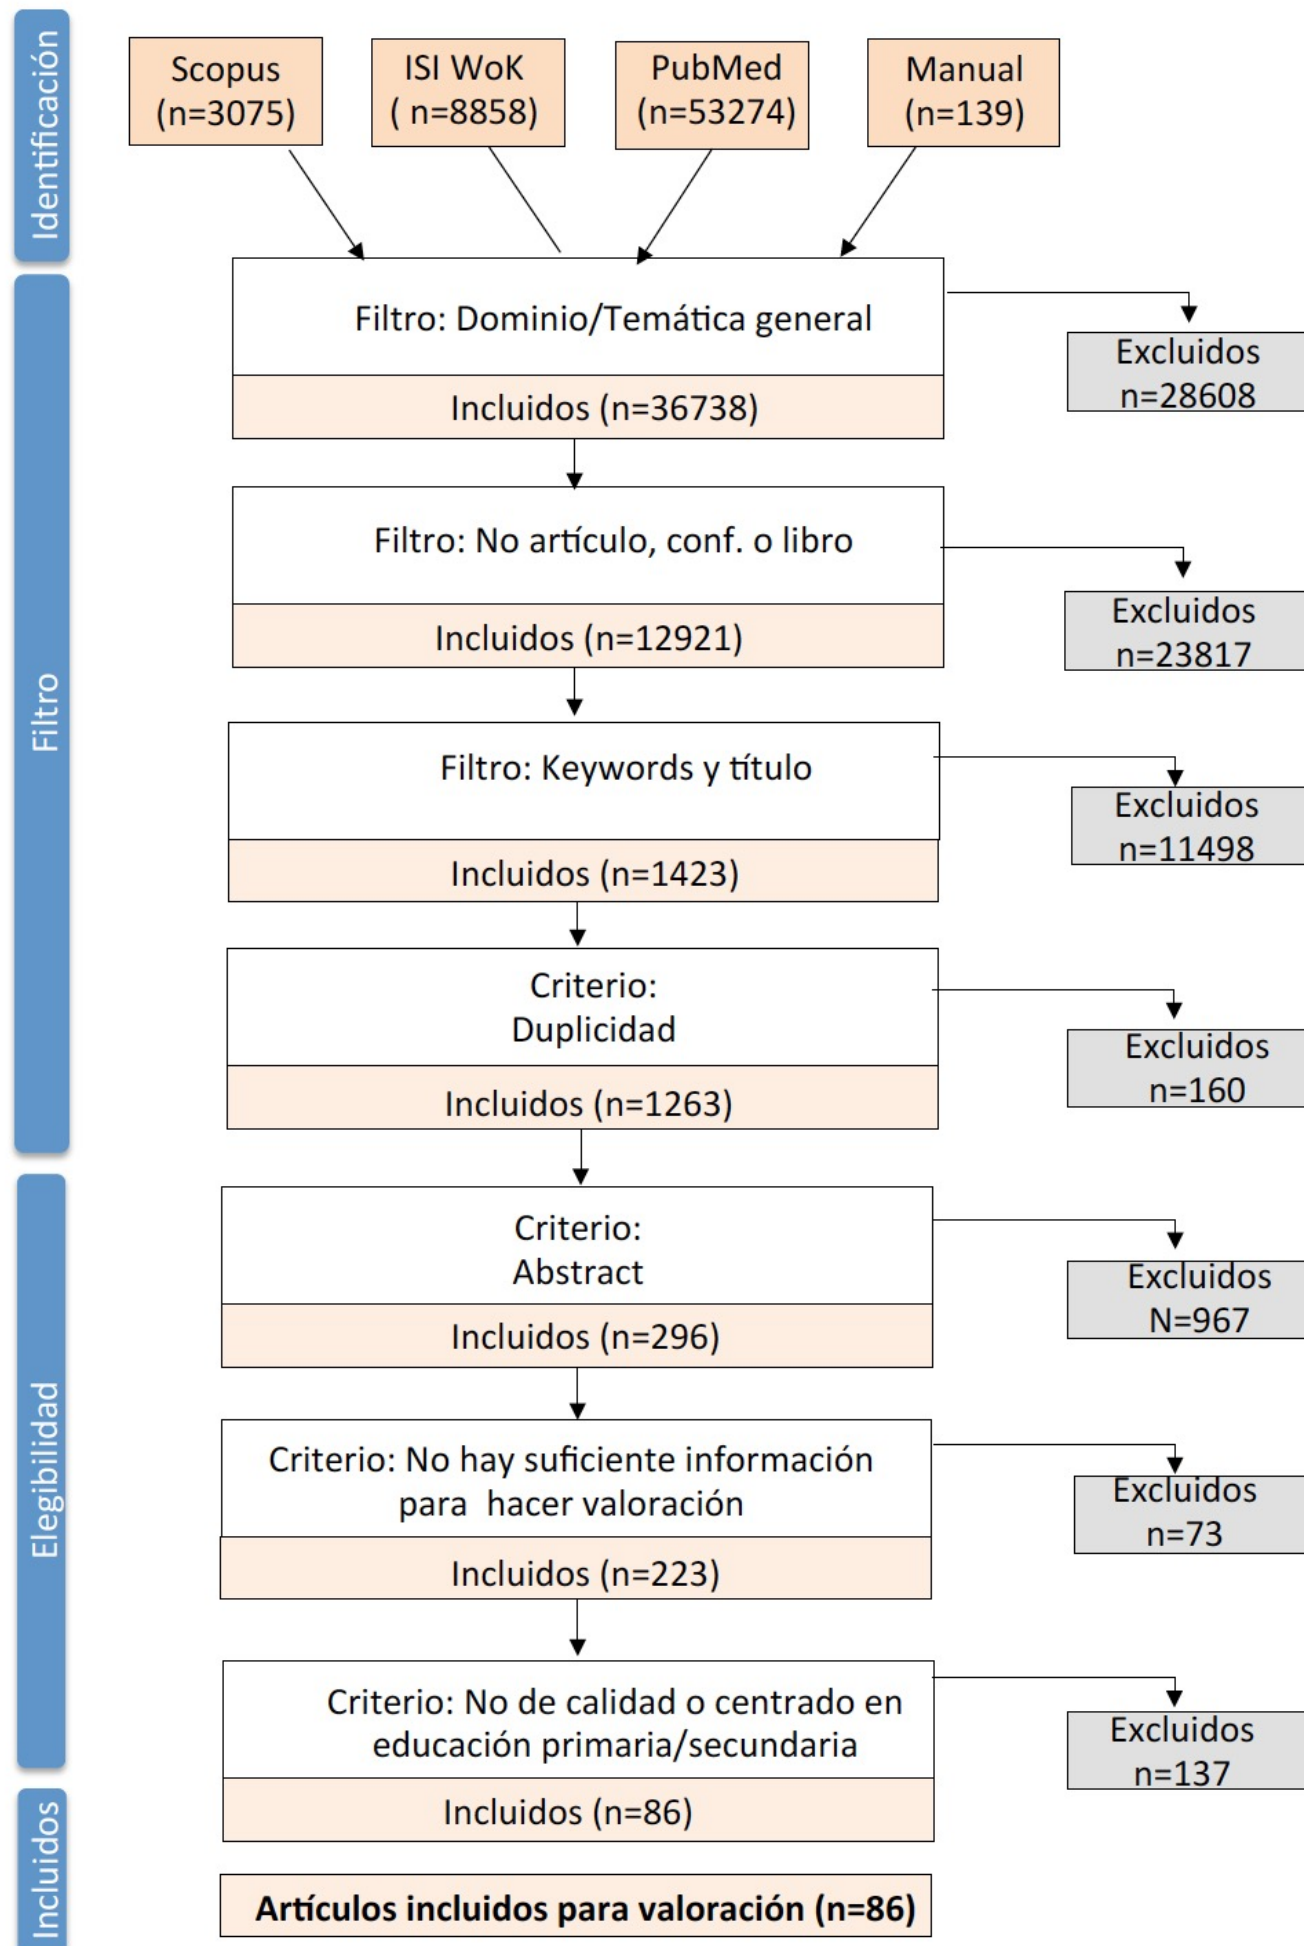 Identificación
Scopus
(n=3075)
ISI WoK
( n=8858)
PubMed
(n=53274)
Manual
(n=139)
Filtro
Filtro: Dominio/Temática general
Incluidos (n=36738)
Excluidos
n=28608
Filtro: No artículo, conf. o libro
Incluidos (n=12921)
Excluidos
n=23817
Filtro: Keywords y título
Incluidos (n=1423)
Excluidos
n=11498
Criterio:
Duplicidad
Incluidos (n=1263)
Excluidos
n=160
Elegibilidad
Criterio:
Abstract
Incluidos (n=296)
Excluidos
N=967
Criterio: No hay suficiente información
para  hacer valoración
Incluidos (n=223)
Excluidos
n=73
Criterio: No de calidad o centrado en
educación primaria/secundaria
Incluidos (n=86)
Excluidos
n=137
Incluidos
Artículos incluidos para valoración (n=86)